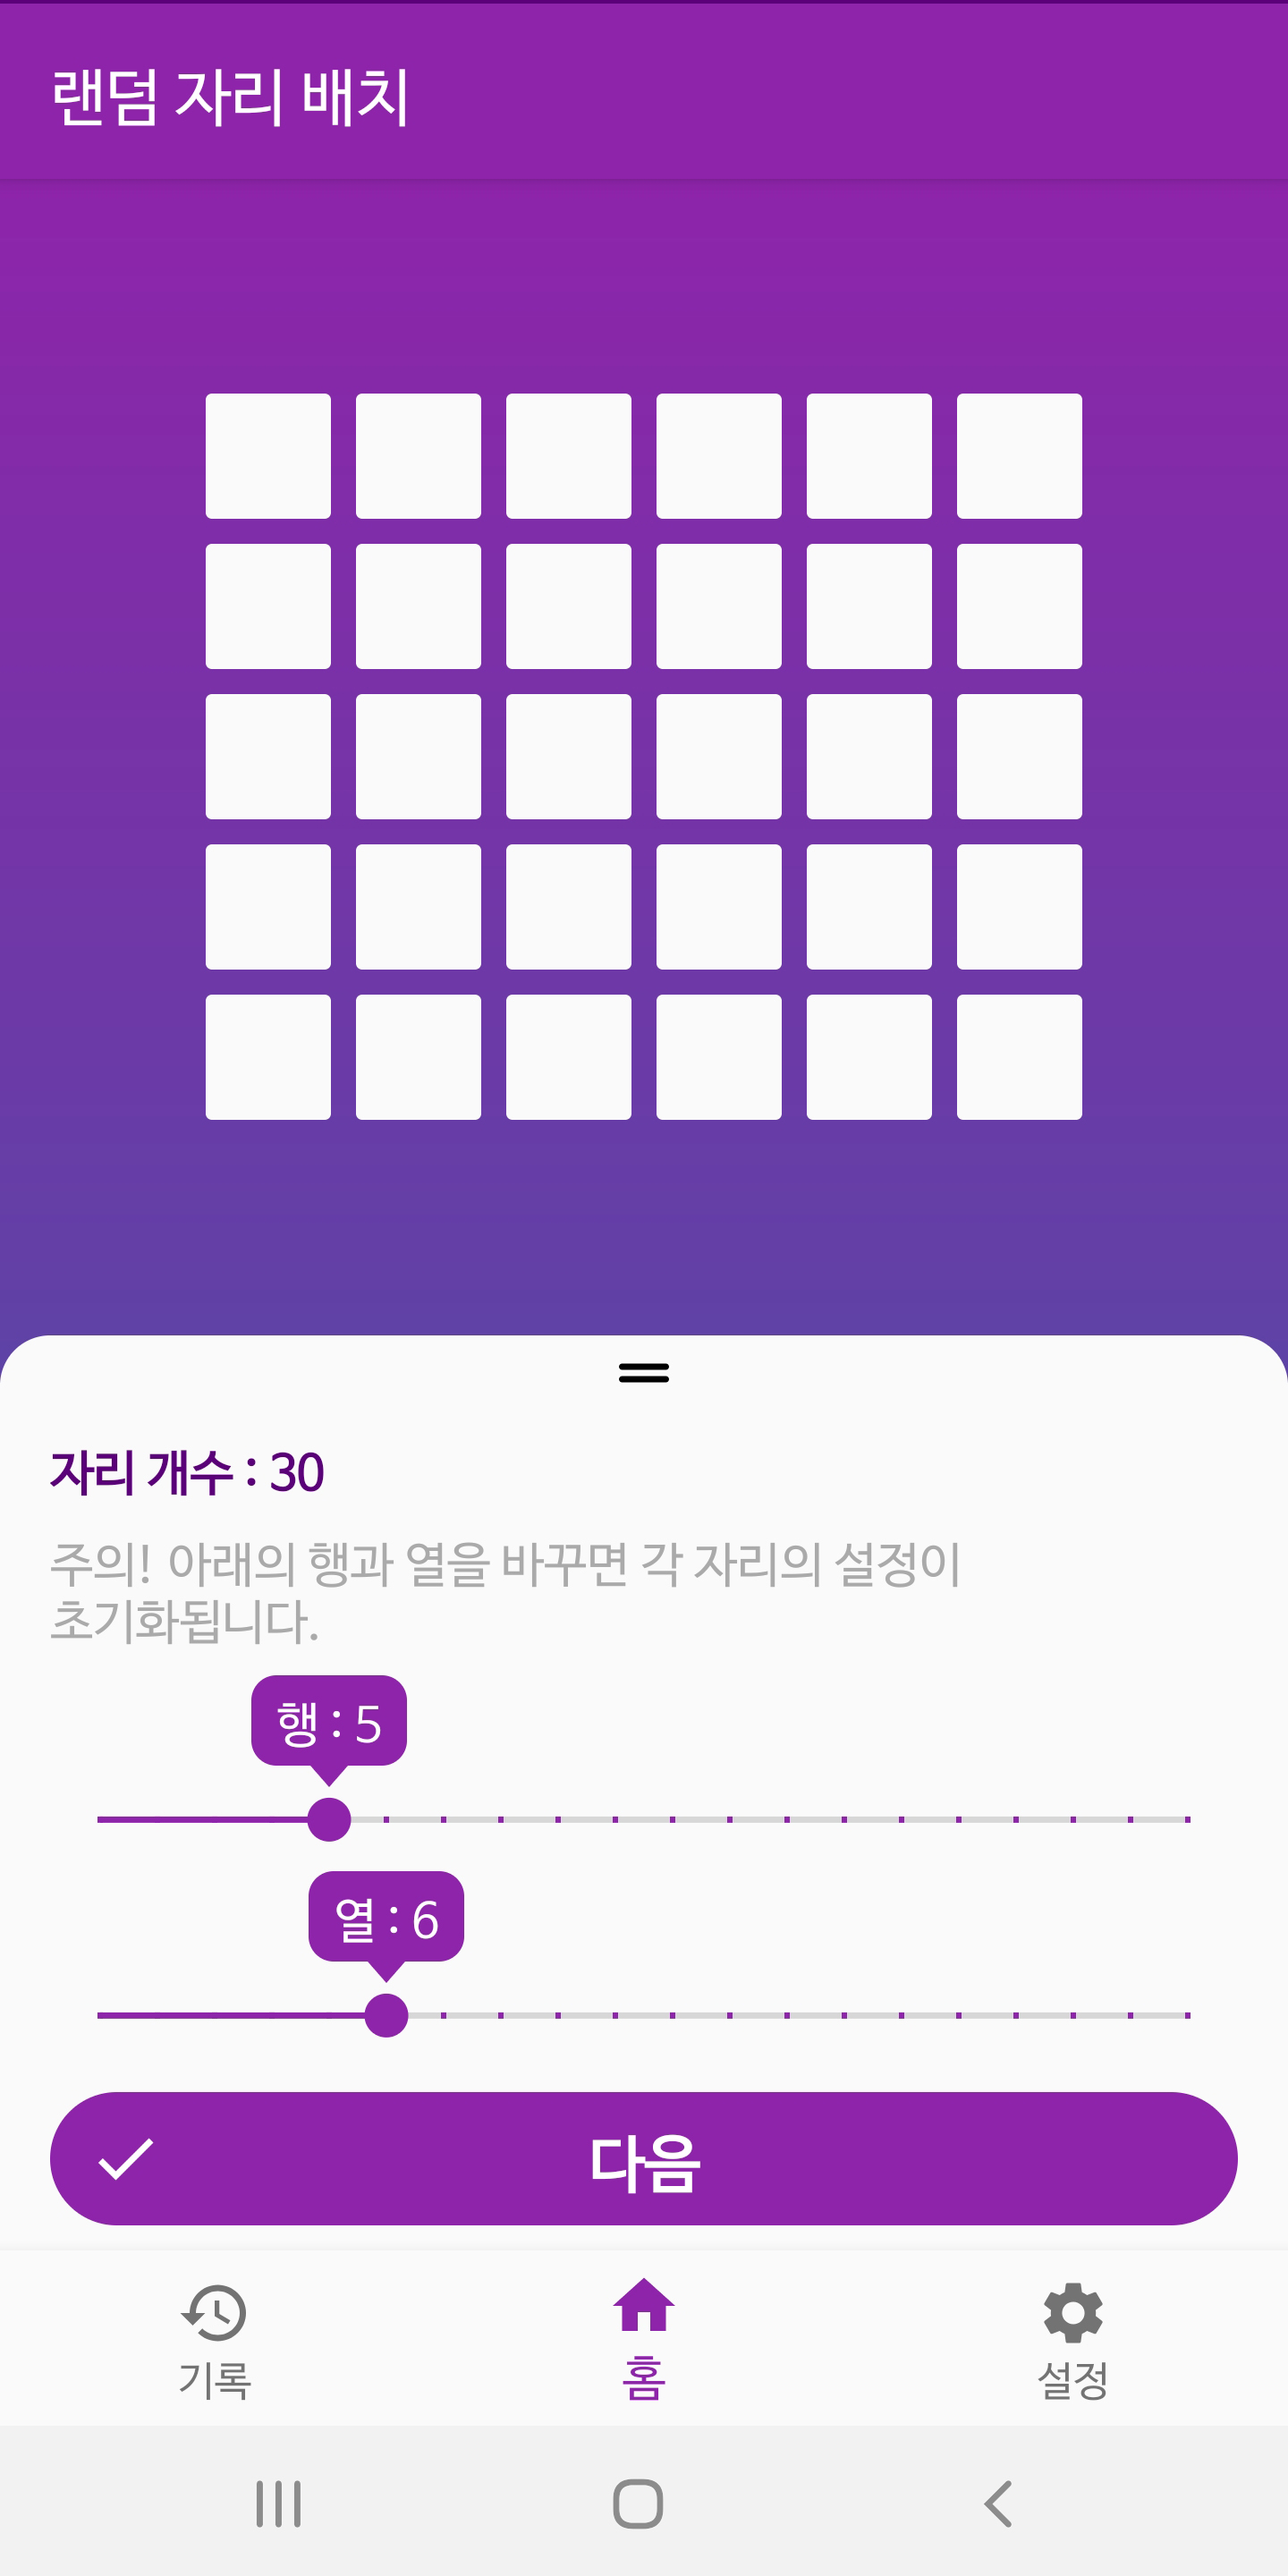 랜덤 자리 배치
자리 개수 : 30
주의! 아래의 행과 열을 바꾸면 각 자리의 설정이
초기화됩니다.
행 : 5
열 : 6
다음
기록
홈
설정